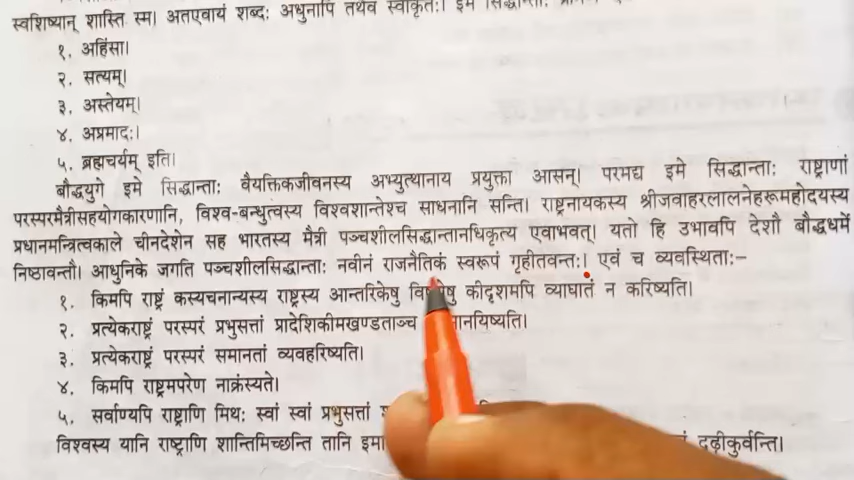 स्वशिष्यान् शास्ति स्म। अतएवायं शब्दः अधुनापि तथैव स्वीकृतः। इमे सिद्धान्ताः
१. अहिंसा।
२. सत्यम्।
३. अस्तेयम्।
४. अप्रमादः।
५. ब्रह्मचर्यम् इति।
बौद्धयुगे इमे सिद्धान्ताः वैयक्तिकजीवनस्य अभ्युत्थानाय प्रयुक्ता आसन्। परमद्य इमे सिद्धान्ताः राष्ट्राणां
परस्परमैत्रीसहयोगकारणानि, विश्व-बन्धुत्वस्य विश्वशान्तेश्च साधनानि सन्ति। राष्ट्रनायकस्य श्रीजवाहरलालनेहरूमहोदयस्य
प्रधानमन्त्रित्वकाले चीनदेशेन सह भारतस्य मैत्री पञ्चशीलसिद्धान्तानधिकृत्य एवाभवत्। यतो हि उभावपि देशौ बौद्धधर्मे
निष्ठावन्तौ। आधुनिके जगति पञ्चशीलसिद्धान्ताः नवीनं राजनैतिकं स्वरूपं गृहीतवन्तः। एवं च व्यवस्थिताः-
१. किमपि राष्ट्रं कस्यचनान्यस्य राष्ट्रस्य आन्तरिकेषु कीदृशमपि व्याघातं न करिष्यति।
२. प्रत्येकराष्ट्रं परस्परं प्रभुसत्तां प्रादेशिकीमखण्डताञ्च
३. प्रत्येकराष्ट्रं परस्परं समानतां व्यवहरिष्यति।
४. किमपि राष्ट्रमपरेण नाक्रंस्यते।
५. सर्वाण्यपि राष्ट्राणि मिथः स्वां स्वां प्रभुसत्तां
विश्वस्य यानि राष्ट्राणि शान्तिमिच्छन्ति तानि दृढीकुर्वन्ति।